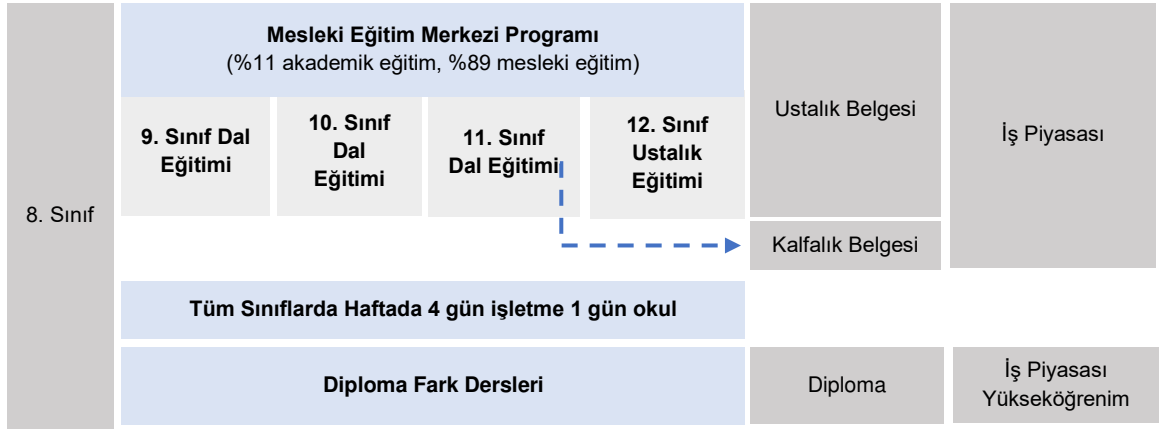 8. Sınıf
Mesleki Eğitim Merkezi Programı
(%11 akademik eğitim, %89 mesleki eğitim)
9. Sınıf Dal
Eğitimi
10. Sınıf
Dal
Eğitimi
11. Sınıf
Dal Eğitimi
12. Sınıf
Ustalık
Eğitimi
Ustalık Belgesi
Kalfalık Belgesi
İş Piyasası
Tüm Sınıflarda Haftada 4 gün işletme 1 gün okul
Diploma Fark Dersleri
Diploma
İş Piyasası
Yükseköğrenim